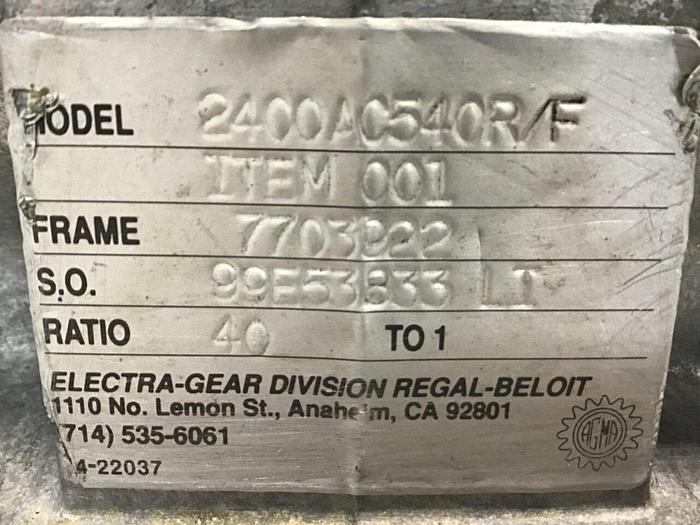 MODEL 2400AC540R/F
ITEM 001
FRAME 7703922
S.O. 99E53833 LT
RATIO 40 TO 1
ELECTRA-GEAR DIVISION REGAL-BELOIT
1110 No. Lemon St., Anaheim, CA 92801
(714) 535-6061
4-22037
AGMA